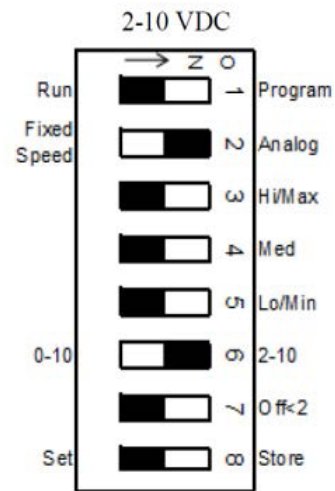 2-10 VDC
→ N O
Run 1 Program
Fixed
Speed 2 Analog
3 Hi/Max
4 Med
5 Lo/Min
0-10 6 2-10
7 Off<2
Set 8 Store